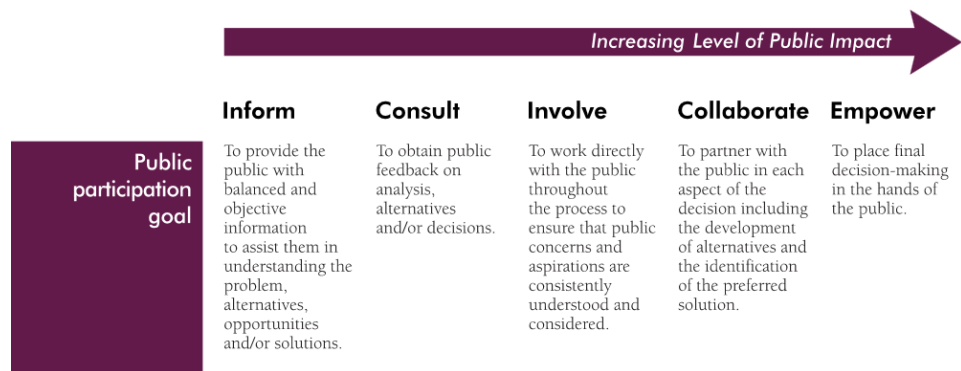 Increasing Level of Public Impact
Inform
Consult
Involve
Collaborate
Empower
Public
participation
goal
To provide the
public with
balanced and
objective
information
to assist them in
understanding the
problem,
alternatives,
opportunities
and/or solutions.
To obtain public
feedback on
analysis,
alternatives
and/or decisions.
To work directly
with the public
throughout
the process to
ensure that public
concerns and
aspirations are
consistently
understood and
considered.
To partner with
the public in each
aspect of the
decision including
the development
of alternatives and
the identification
of the preferred
solution.
To place final
decision-making
in the hands of
the public.